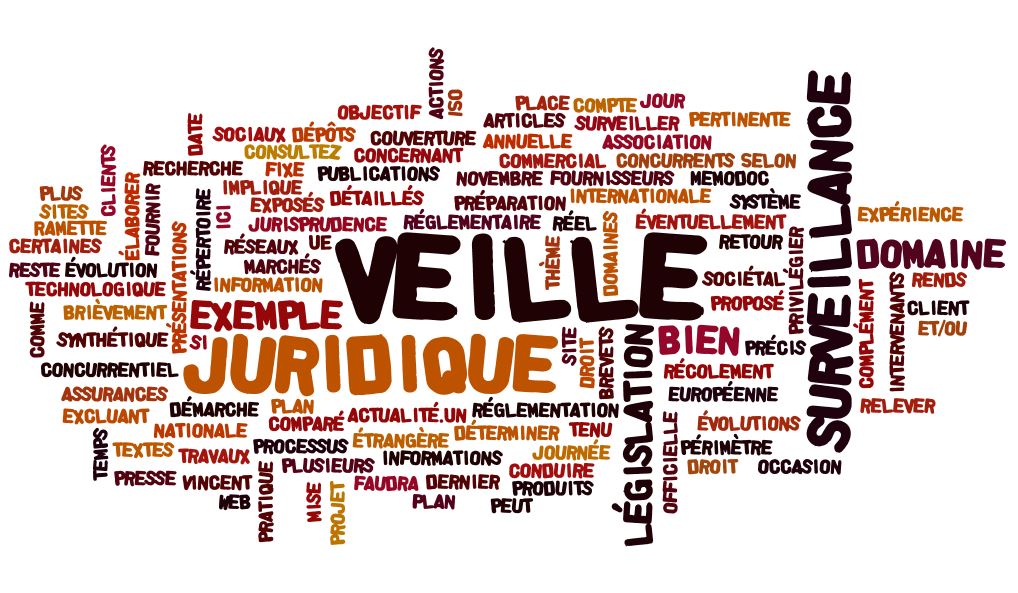 ACTIONS
ISO
OBJECTIF
PLACE
COMPTE
JOUR
ARTICLES
SURVEILLER
PERTINENTE
DATE
SOCIAUX
DÉPÔTS
COUVERTURE
ANNUELLE
ASSOCIATION
CONSULTEZ
CONCERNANT
COMMERCIAL
CONCURRENTS
SELON
CLIENTS
RECHERCHE
FIXE
PUBLICATIONS
NOVEMBRE
FOURNISSEURS
MEMODOC
SURVEILLANCE
PLUS
ÉLABORER
FOURNIR
RÉPERTOIRE
IMPLIQUE
EXPOSÉS
DÉTAILLÉS
PRÉPARATION
INTERNATIONALE
SYSTÈME
SITES
ICI
JURISPRUDENCE
RÉGLEMENTAIRE
RÉEL
DOMAINES
ÉVENTUELLEMENT
EXPÉRIENCE
RAMETTE
CERTAINES
PRÉSENTATIONS
RÉSEAUX
UE
VEILLE
THÈME
RETOUR
PRIVILÉGIER
DOMAINE
RESTE
ÉVOLUTION
MARCHÉS
SOCIÉTAL
RENDS
TECHNOLOGIQUE
INFORMATION
PROPOSÉ
COMPLÉMENT
INTERVENANTS
CLIENT
BRIÈVEMENT
EXEMPLE
ET/OU
COMME
SYNTHÉTIQUE
SI
JURIDIQUE
SITE
DROIT
BREVETS
LÉGISLATION
BIEN
PRÉCIS
CONCURRENTIEL
RÉCOLEMENT
ASSURANCES
EUROPÉENNE
EXCLUANT
DÉMARCHE
PLAN
COMPARÉ
ACTUALITÉ.UN
RÉGLEMENTATION
RELEVER
NATIONALE
ÉTRANGÈRE
DÉTERMINER
TENU
OFFICIELLE
ÉVOLUTIONS
TEMPS
TEXTES
TRAVAUX
PROCESSUS
INFORMATIONS
JOURNÉE
PÉRIMÈTRE
PLUSIEURS
CONDUIRE
DROIT
OCCASION
PRESSE
VINCENT
PRATIQUE
MISE
PROJET
FAUDRA
DERNIER
PRODUITS
WEB
PLAN
PEUT